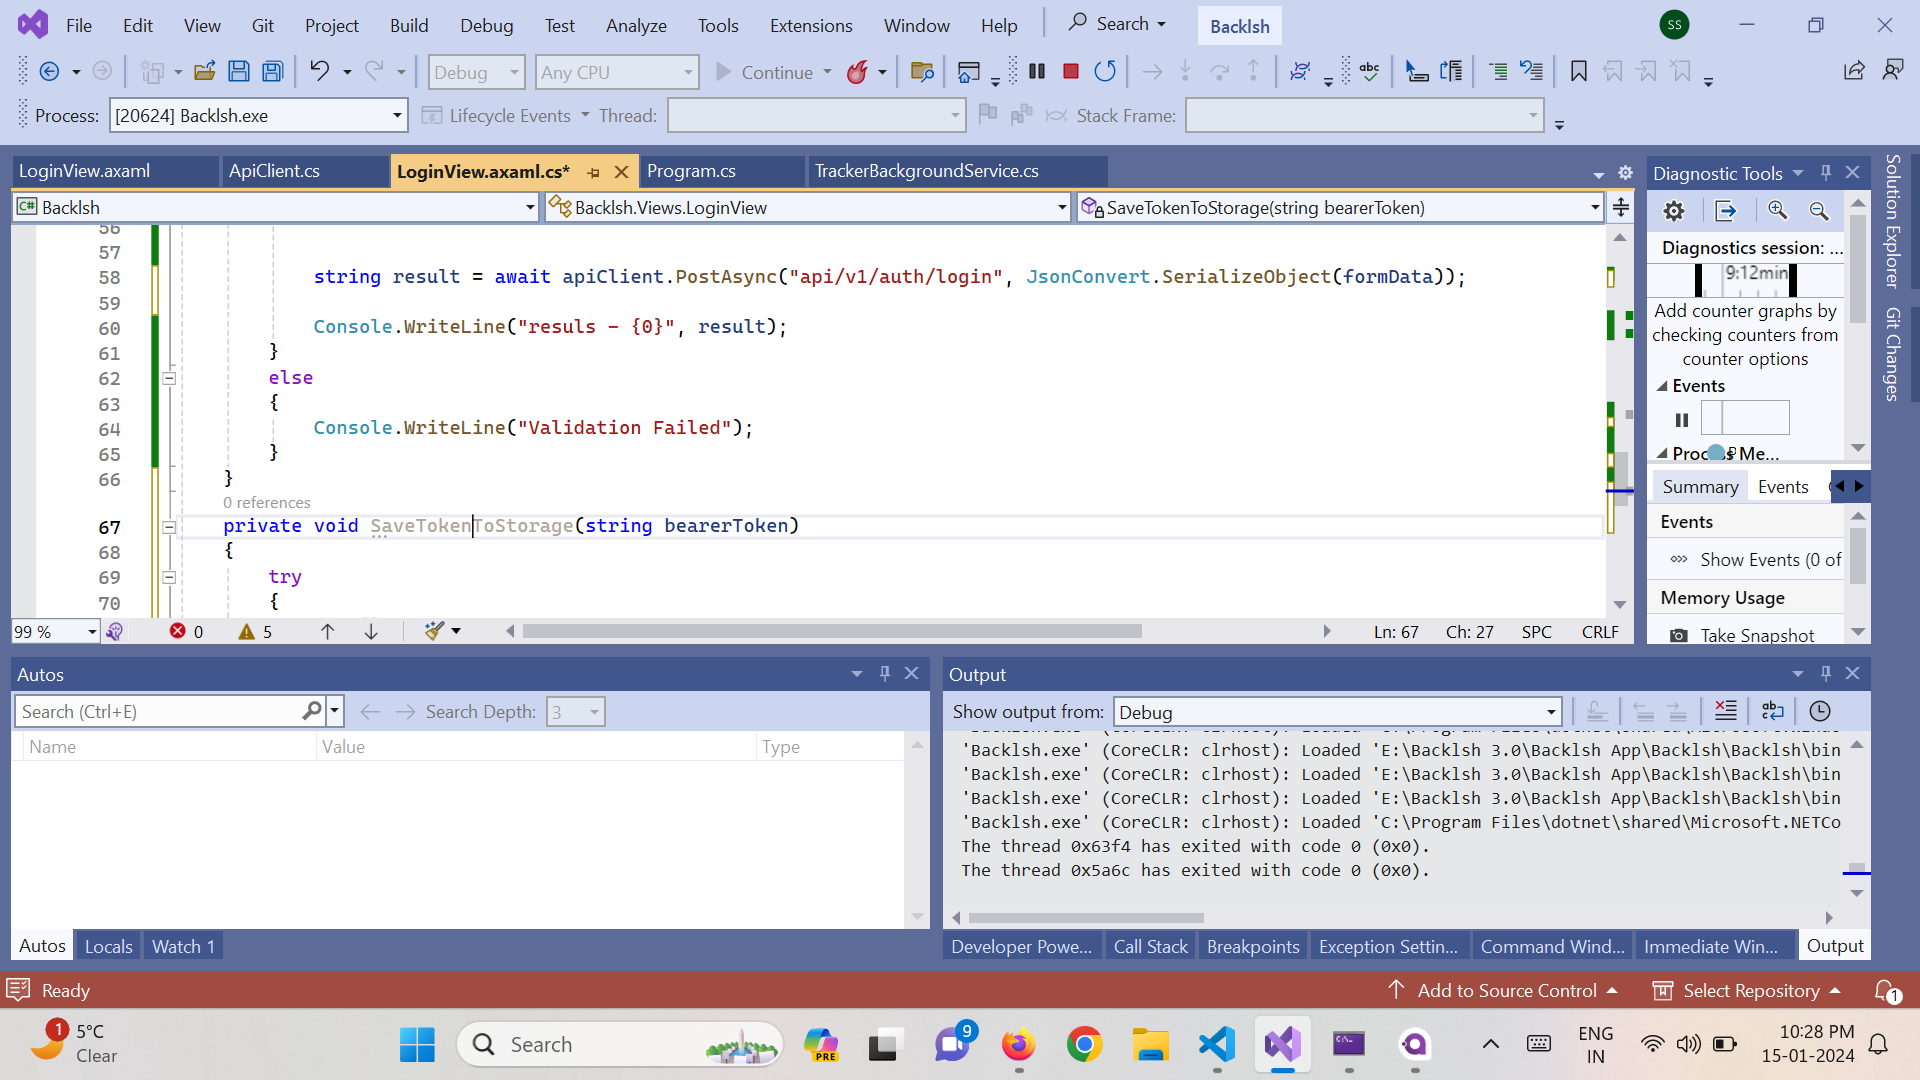 File Edit View Git Project Build Debug Test Analyze Tools Extensions Window Help Search Backlsh SS
Debug Any CPU Continue abc
Process: [20624] Backlsh.exe Lifecycle Events Thread: Stack Frame:
LoginView.axaml ApiClient.cs LoginView.axaml.cs* Program.cs TrackerBackgroundService.cs
C# Backlsh Backlsh.Views.LoginView SaveTokenToStorage(string bearerToken)
56
57
58 string result = await apiClient.PostAsync("api/v1/auth/login", JsonConvert.SerializeObject(formData));
59
60 Console.WriteLine("resuls - {0}", result);
61 }
62 else
63 {
64 Console.WriteLine("Validation Failed");
65 }
66 }
0 references
67 private void SaveTokenToStorage(string bearerToken)
68 {
69 try
70 {
99 % 0 5 Ln: 67 Ch: 27 SPC CRLF
Diagnostic Tools
Diagnostics session: ...
9:12min
Add counter graphs by
checking counters from
counter options
Events
Process Me...
Summary Events
Events
Show Events (0 of
Memory Usage
Take Snapshot
Solution Explorer
Git Changes
Autos
Search (Ctrl+E) Search Depth: 3
Name Value Type
Autos Locals Watch 1
Output
Show output from: Debug
'Backlsh.exe' (CoreCLR: clrhost): Loaded 'E:\Backlsh 3.0\Backlsh App\Backlsh\Backlsh\bin
'Backlsh.exe' (CoreCLR: clrhost): Loaded 'E:\Backlsh 3.0\Backlsh App\Backlsh\Backlsh\bin
'Backlsh.exe' (CoreCLR: clrhost): Loaded 'E:\Backlsh 3.0\Backlsh App\Backlsh\Backlsh\bin
'Backlsh.exe' (CoreCLR: clrhost): Loaded 'C:\Program Files\dotnet\shared\Microsoft.NETCo
The thread 0x63f4 has exited with code 0 (0x0).
The thread 0x5a6c has exited with code 0 (0x0).
Developer Powe... Call Stack Breakpoints Exception Settin... Command Wind... Immediate Win... Output
Ready Add to Source Control Select Repository 1
1 5°C
Clear
Search PRE 9
ENG
IN
10:28 PM
15-01-2024